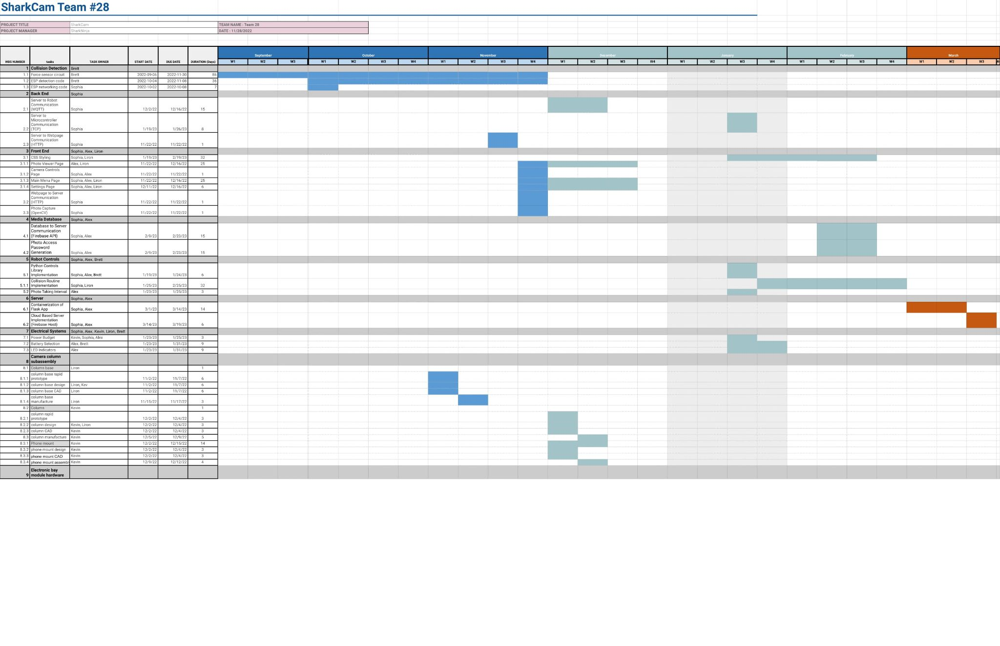 SharkCam Team #28
PROJECT TITLE SharkCam TEAM NAME : Team 28
PROJECT MANAGER SharkNinja DATE : 11/28/2022
September October November December January February March
WBS NUMBER tasks TASK OWNER START DATE DUE DATE DURATION (Days) W1 W2 W3 W1 W2 W3 W4 W1 W2 W3 W4 W1 W2 W3 W4 W1 W2 W3 W4 W1 W2 W3 W4 W1 W2 W3
1 Collision Detection Brett
1.1 Force sensor circuit Brett 2022-09-06 2022-11-30 86
1.2 ESP detection code Brett 2022-10-04 2022-11-08 36
1.3 ESP networking code Sophia 2022-10-02 2022-10-08 7
2 Back End Sophia
Server to Robot
Communication
2.1 (MQTT) Sophia 12/2/22 12/16/22 15
Server to
Microcontroller
Communication
2.2 (TCP) Sophia 1/19/23 1/26/23 8
Server to Webpage
Communication
2.3 (HTTP) Sophia 11/22/22 11/22/22 1
3 Front End Sophia, Alex, Liron
3.1 CSS Styling Sophia, Liron 1/19/23 2/19/23 32
3.1.1 Photo Viewer Page Alex, Liron 11/22/22 12/16/22 25
Camera Controls
3.1.2 Page Sophia, Alex 11/22/22 11/22/22 1
3.1.3 Main Menu Page Sophia, Alex, Liron 11/22/22 12/16/22 25
3.1.4 Settings Page Sophia, Alex, Liron 12/11/22 12/16/22 6
Webpage to Server
Communication
3.2 (HTTP) Sophia 11/22/22 11/22/22 1
Photo Capture
3.3 (OpenCV) Sophia 11/22/22 11/22/22 1
4 Media Database Sophia, Alex
Database to Server
Communication
4.1 (Firebase API) Sophia, Alex 2/9/23 2/23/23 15
Photo Access
Password
4.2 Generation Sophia, Alex 2/9/23 2/23/23 15
5 Robot Controls Sophia, Alex, Brett
Python Controls
Library
5.1 Implementation Sophia, Alex, Brett 1/19/23 1/24/23 6
Collision Routine
5.1.1 Implementation Sophia, Liron 1/25/23 2/25/23 32
5.2 Photo Taking Interval Alex 1/23/23 1/25/23 3
6 Server Sophia, Alex
Containerization of
6.1 Flask App Sophia, Alex 3/1/23 3/14/23 14
Cloud Based Server
Implementation
6.2 (Firebase Host) Sophia, Alex 3/14/23 3/19/23 6
7 Electrical Systems Sophia, Alex, Kevin, Liron, Brett
7.1 Power Budget Kevin, Sophia, Alex 1/23/23 1/25/23 3
7.2 Battery Selection Alex, Brett 1/23/23 1/31/23 9
7.3 LED Indicators Alex 1/23/23 1/31/23 9
Camera column
8 subassembly
8.1 Column base Liron 1
column base rapid
8.1.1 prototype 11/2/22 11/7/22 6
8.1.2 column base design Liron, Kev 11/2/22 11/7/22 6
8.1.3 column base CAD Liron 11/2/22 11/7/22 6
column base
8.1.4 manufacture Liron 11/15/22 11/17/22 3
8.2 Column Kevin 1
column rapid
8.2.1 prototype 12/2/22 12/4/22 3
8.2.2 column design Kevin, Liron 12/2/22 12/4/22 3
8.2.3 column CAD Kevin 12/2/22 12/4/22 3
8.3 column manufacture Kevin 12/5/22 12/9/22 5
8.3.1 Phone mount Kevin 12/2/22 12/15/22 14
8.3.2 phone mount design Kevin 12/2/22 12/4/22 3
8.3.3 phone mount CAD Kevin 12/2/22 12/4/22 3
8.3.4 phone mount assembl Kevin 12/9/22 12/12/22 4
Electronic bay
9 module hardware